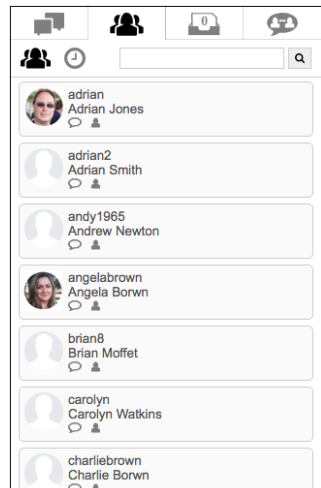 0
adrian
Adrian Jones
adrian2
Adrian Smith
andy1965
Andrew Newton
angelabrown
Angela Borwn
brian8
Brian Moffet
carolyn
Carolyn Watkins
charliebrown
Charlie Borwn